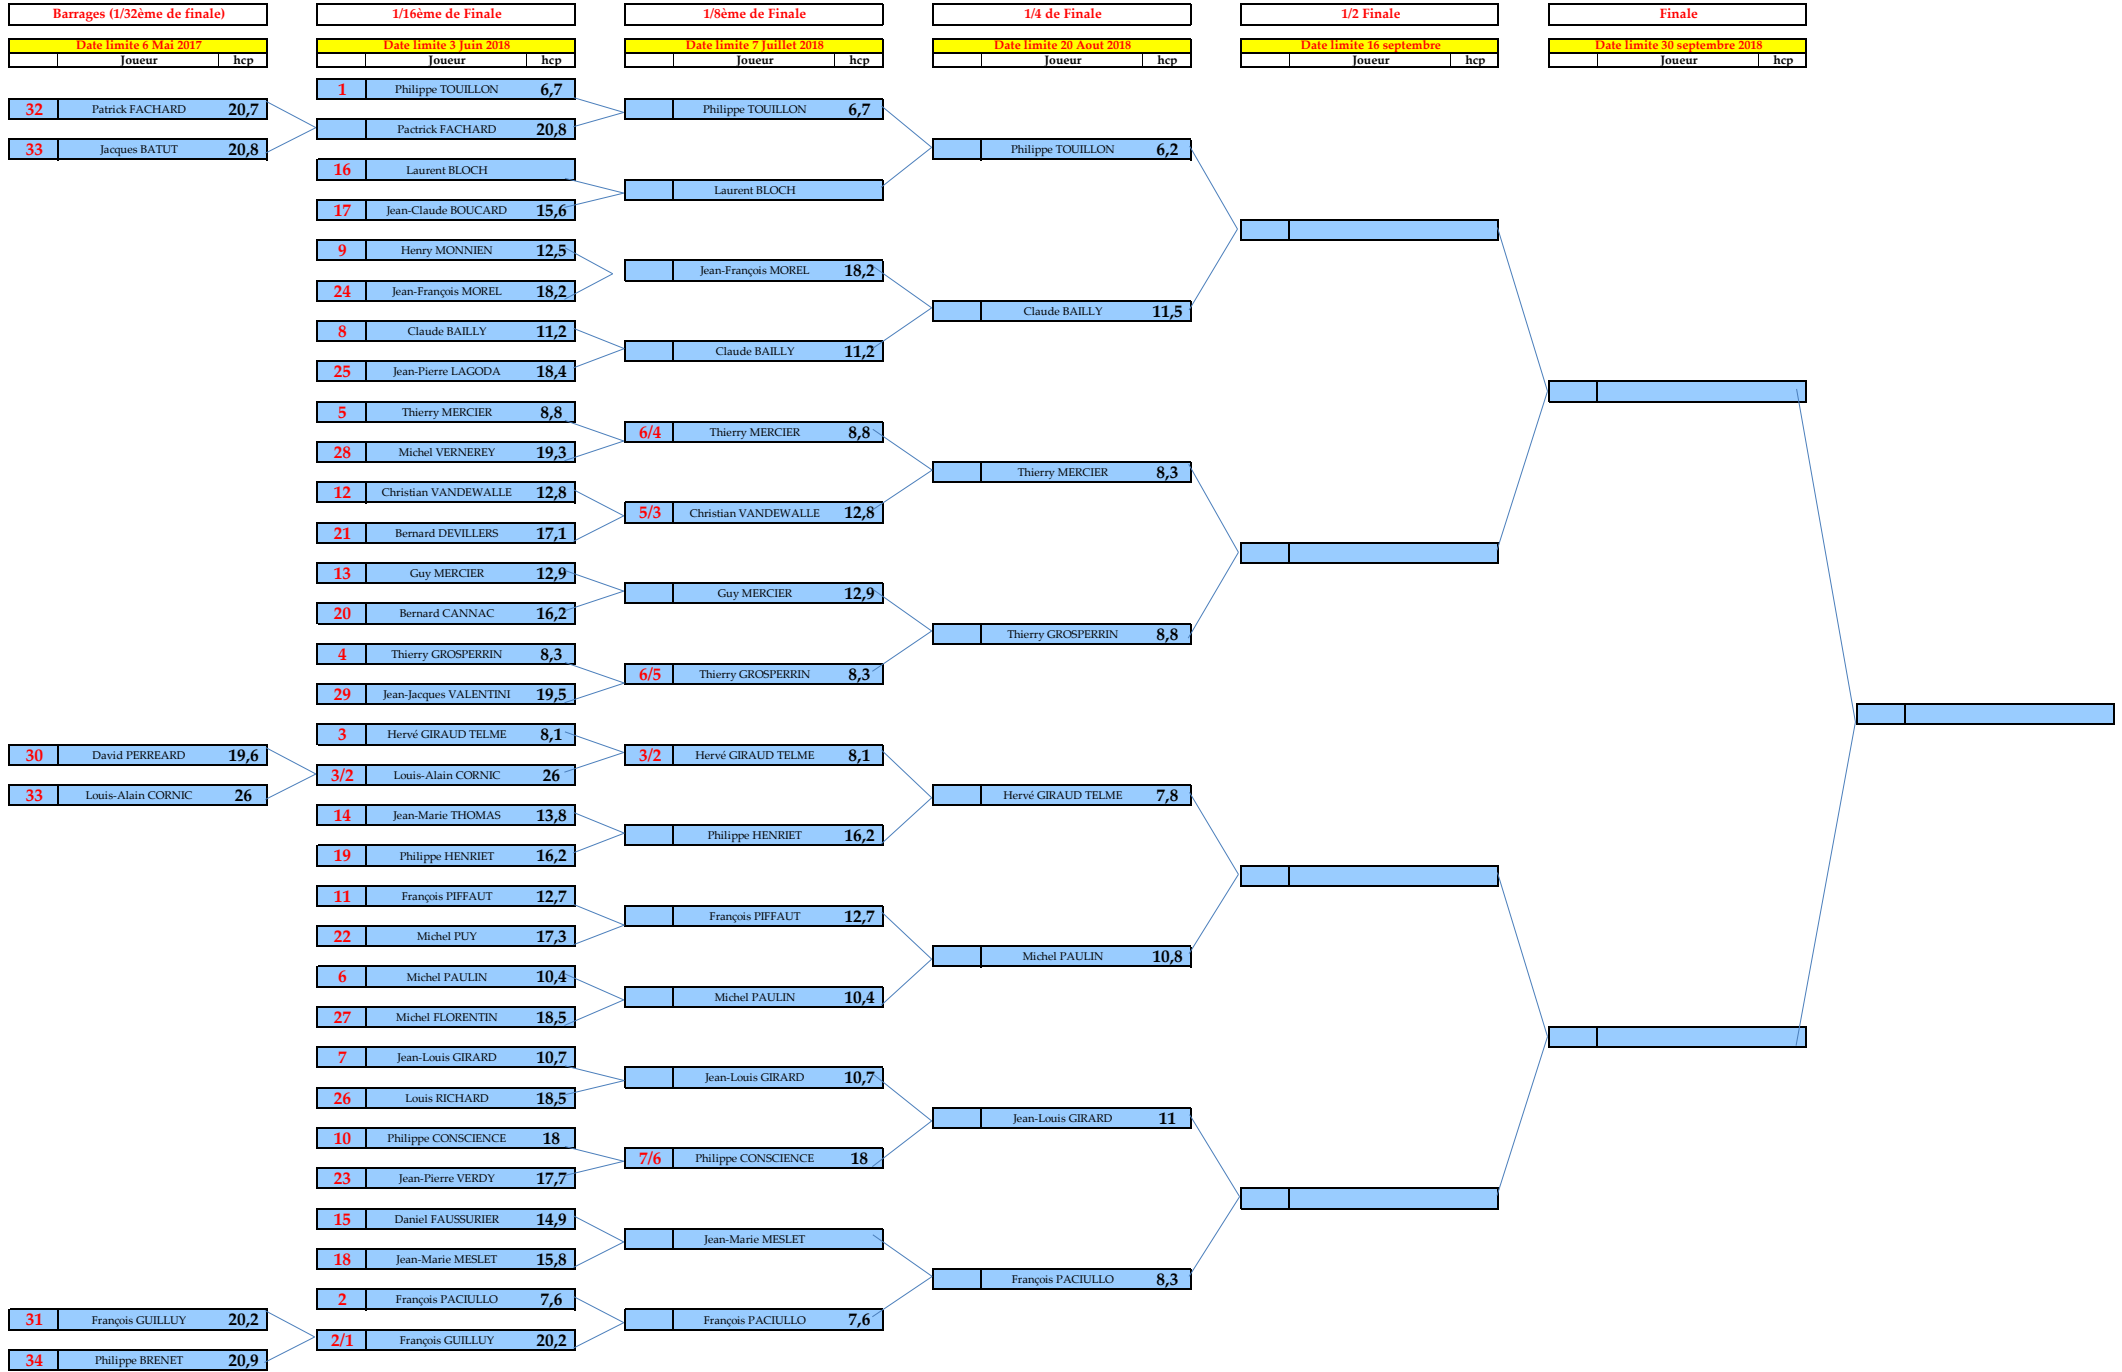 Barrages (1/32ème de finale)
Date limite 6 Mai 2017
Joueur hcp
32 Patrick FACHARD 20,7
33 Jacques BATUT 20,8
30 David PERREARD 19,6
33 Louis-Alain CORNIC 26
31 François GUILLUY 20,2
34 Philippe BRENET 20,9
1/16ème de Finale
Date limite 3 Juin 2018
Joueur hcp
1 Philippe TOUILLON 6,7
Pactrick FACHARD 20,8
16 Laurent BLOCH
17 Jean-Claude BOUCARD 15,6
9 Henry MONNIEN 12,5
24 Jean-François MOREL 18,2
8 Claude BAILLY 11,2
25 Jean-Pierre LAGODA 18,4
5 Thierry MERCIER 8,8
28 Michel VERNEREY 19,3
12 Christian VANDEWALLE 12,8
21 Bernard DEVILLERS 17,1
13 Guy MERCIER 12,9
20 Bernard CANNAC 16,2
4 Thierry GROSPERRIN 8,3
29 Jean-Jacques VALENTINI 19,5
3 Hervé GIRAUD TELME 8,1
3/2 Louis-Alain CORNIC 26
14 Jean-Marie THOMAS 13,8
19 Philippe HENRIET 16,2
11 François PIFFAUT 12,7
22 Michel PUY 17,3
6 Michel PAULIN 10,4
27 Michel FLORENTIN 18,5
7 Jean-Louis GIRARD 10,7
26 Louis RICHARD 18,5
10 Philippe CONSCIENCE 18
23 Jean-Pierre VERDY 17,7
15 Daniel FAUSSURIER 14,9
18 Jean-Marie MESLET 15,8
2 François PACIULLO 7,6
2/1 François GUILLUY 20,2
1/8ème de Finale
Date limite 7 Juillet 2018
Joueur hcp
Philippe TOUILLON 6,7
Laurent BLOCH
Jean-François MOREL 18,2
Claude BAILLY 11,2
6/4 Thierry MERCIER 8,8
5/3 Christian VANDEWALLE 12,8
Guy MERCIER 12,9
6/5 Thierry GROSPERRIN 8,3
3/2 Hervé GIRAUD TELME 8,1
Philippe HENRIET 16,2
François PIFFAUT 12,7
Michel PAULIN 10,4
Jean-Louis GIRARD 10,7
7/6 Philippe CONSCIENCE 18
Jean-Marie MESLET
François PACIULLO 7,6
1/4 de Finale
Date limite 20 Aout 2018
Joueur hcp
Philippe TOUILLON 6,2
Claude BAILLY 11,5
Thierry MERCIER 8,3
Thierry GROSPERRIN 8,8
Hervé GIRAUD TELME 7,8
Michel PAULIN 10,8
Jean-Louis GIRARD 11
François PACIULLO 8,3
1/2 Finale
Date limite 16 septembre
Joueur hcp
Finale
Date limite 30 septembre 2018
Joueur hcp